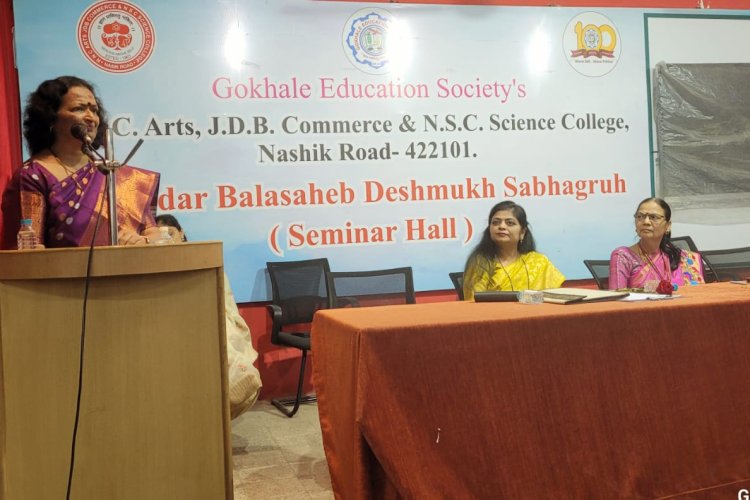 Gokhale Education Society's
C. Arts, J.D.B. Commerce & N.S.C. Science College,
Nashik Road- 422101.
dar Balasaheb Deshmukh Sabhagruh
( Seminar Hall )
100
G